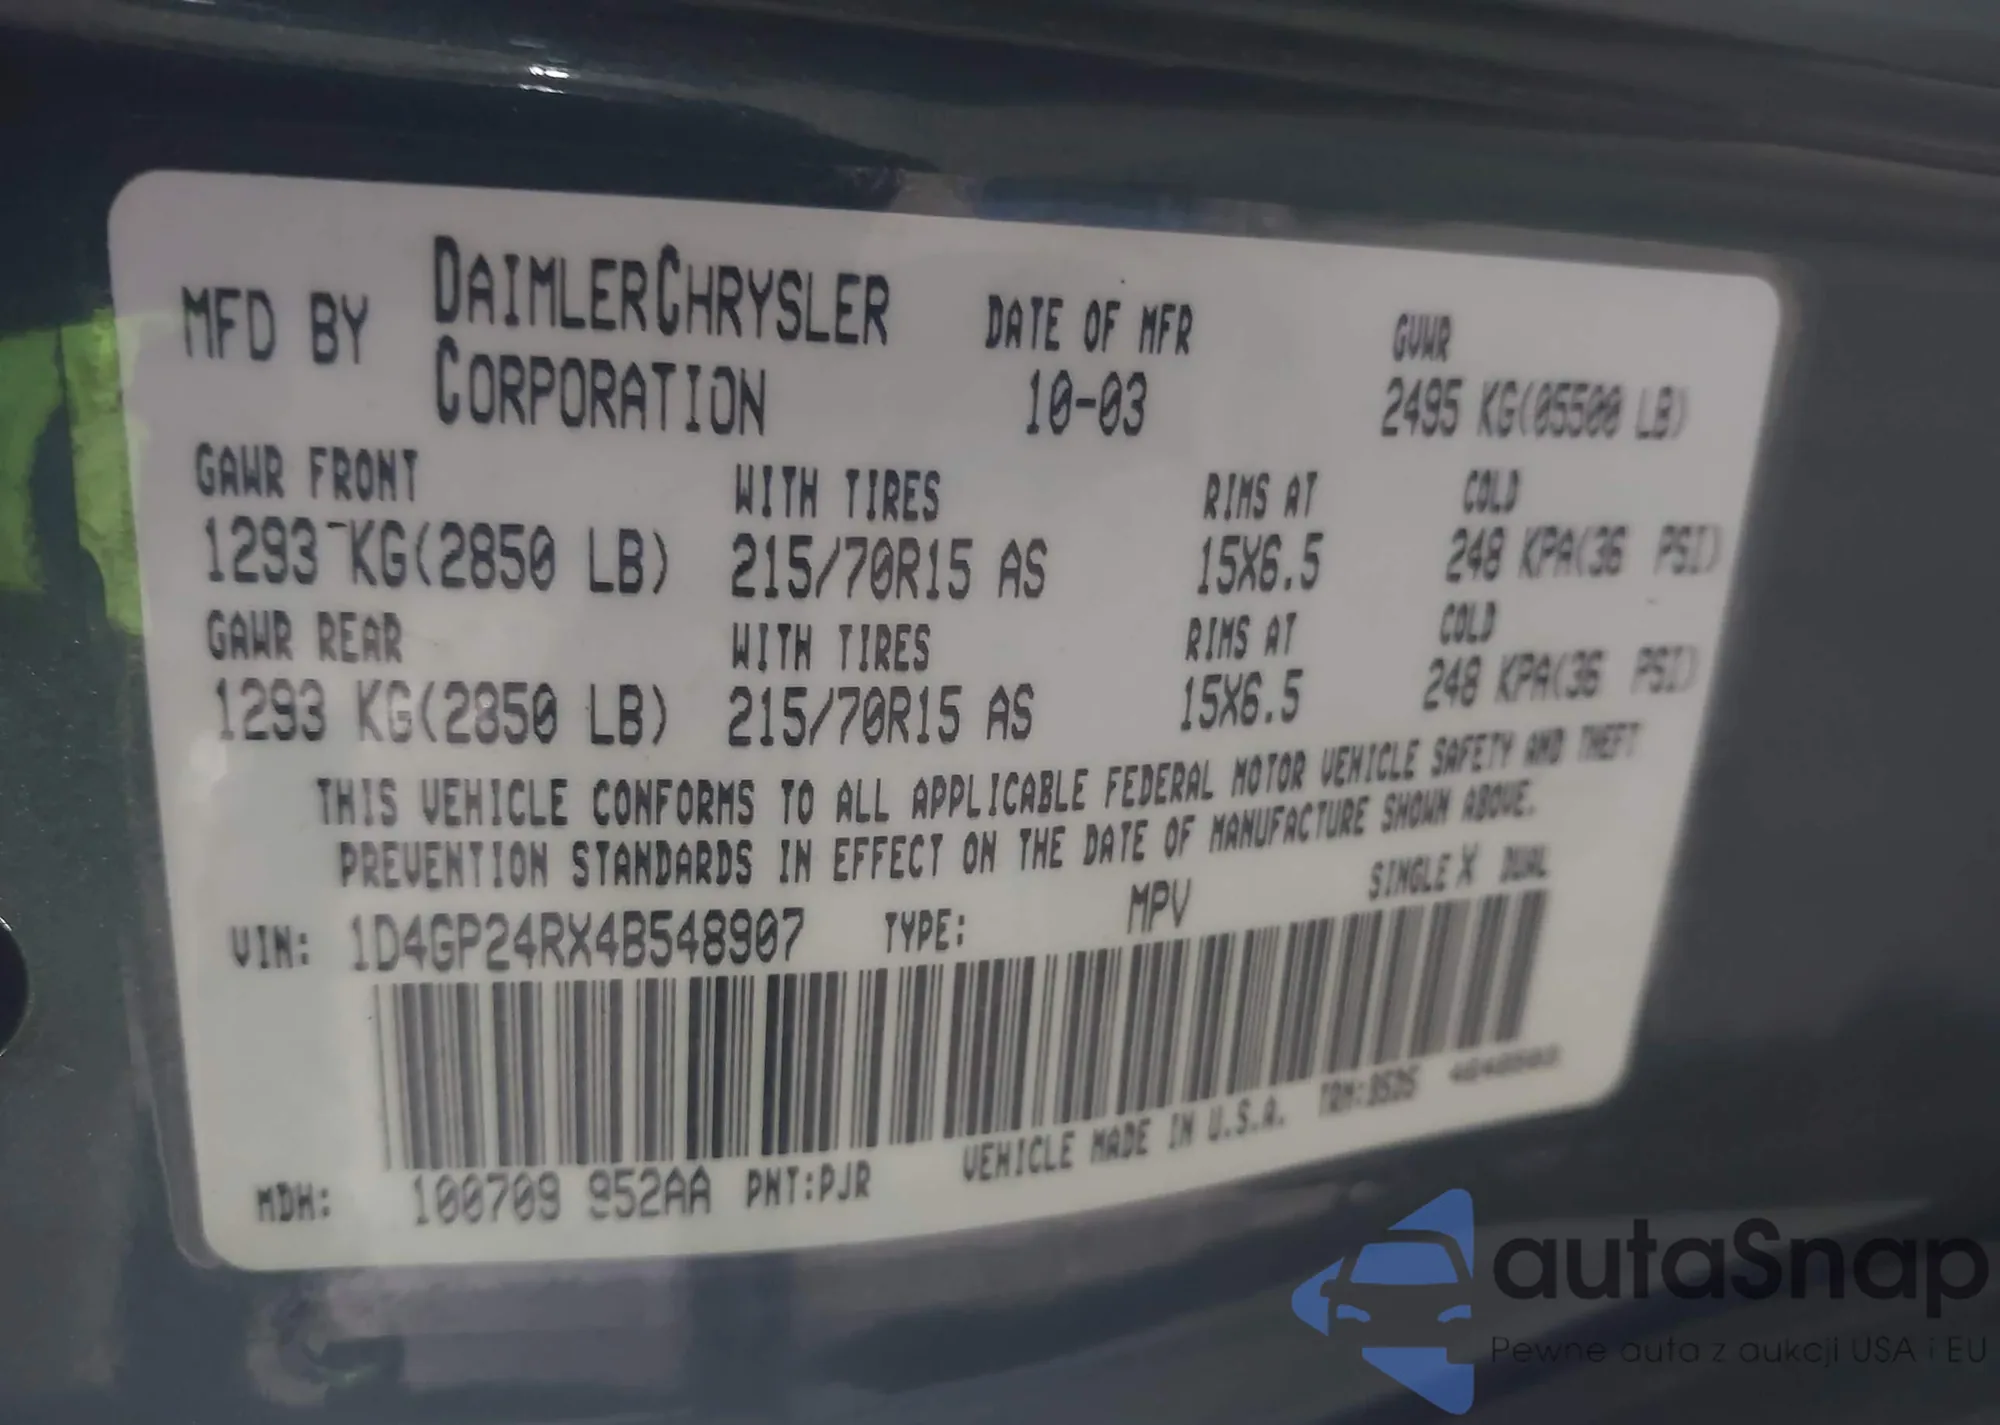 MFD BY DAIMLERCHRYSLER CORPORATION DATE OF MFR 10-03 GVWR 2495 KG(05500 LB)
GAWR FRONT WITH TIRES RIMS AT COLD
1293 KG(2850 LB) 215/70R15 AS 15X6.5 248 KPA(36 PSI)
GAWR REAR WITH TIRES RIMS AT COLD
1293 KG(2850 LB) 215/70R15 AS 15X6.5 248 KPA(36 PSI)
THIS VEHICLE CONFORMS TO ALL APPLICABLE FEDERAL MOTOR VEHICLE SAFETY AND THEFT
PREVENTION STANDARDS IN EFFECT ON THE DATE OF MANUFACTURE SHOWN ABOVE.
VIN: 1D4GP24RX4B548907 TYPE: MPV SINGLE X DUAL
MDH: 100709 952AA PNT:PJR VEHICLE MADE IN U.S.A. TRM:B5D5
autaSnap
Pewne auta z aukcji USA i EU